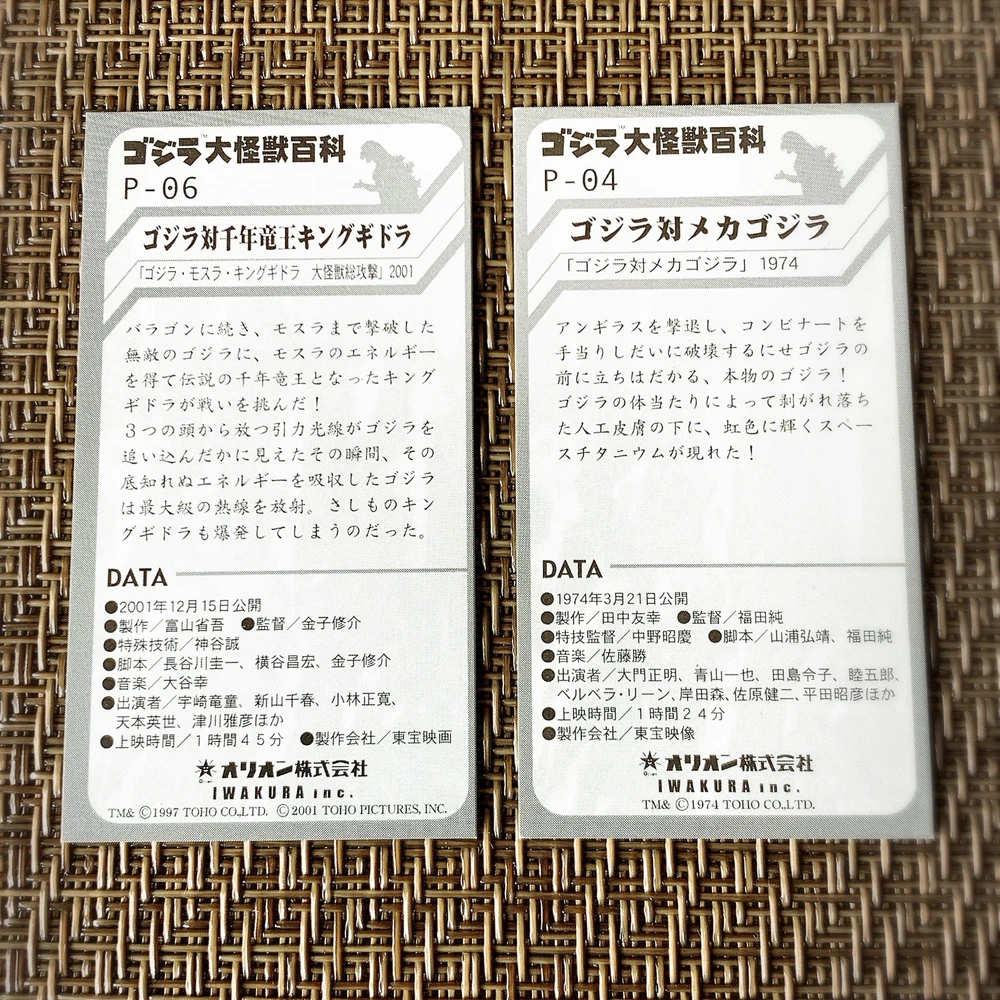 ゴジラ™大怪獣百科
P-06
ゴジラ対千年竜王キングギドラ
「ゴジラ・モスラ・キングギドラ 大怪獣総攻撃」2001
バラゴンに続き、モスラまで撃破した
無敵のゴジラに、モスラのエネルギー
を得て伝説の千年竜王となったキング
ギドラが戦いを挑んだ！
３つの頭から放つ引力光線がゴジラを
追い込んだかに見えたその瞬間、その
底知れぬエネルギーを吸収したゴジラ
は最大級の熱線を放射。さしものキン
グギドラも爆発してしまうのだった。
DATA
●2001年12月15日公開
●製作／富山省吾 ●監督／金子修介
●特殊技術／神谷誠
●脚本／長谷川圭一、横谷昌宏、金子修介
●音楽／大谷幸
●出演者／宇崎竜童、新山千春、小林正寛、
天本英世、津川雅彦ほか
●上映時間／１時間４５分 ●製作会社／東宝映画
オリオン株式会社
IWAKURA inc.
TM& ©1997 TOHO CO.,LTD. ©2001 TOHO PICTURES, INC.
ゴジラ™大怪獣百科
P-04
ゴジラ対メカゴジラ
「ゴジラ対メカゴジラ」1974
アンギラスを撃退し、コンビナートを
手当りしだいに破壊するにせゴジラの
前に立ちはだかる、本物のゴジラ！
ゴジラの体当たりによって剥がれ落ち
た人工皮膚の下に、虹色に輝くスペー
スチタニウムが現れた！
DATA
●1974年3月21日公開
●製作／田中友幸 ●監督／福田純
●特技監督／中野昭慶 ●脚本／山浦弘靖、福田純
●音楽／佐藤勝
●出演者／大門正明、青山一也、田島令子、睦五郎、
ベルベラ・リーン、岸田森、佐原健二、平田昭彦ほか
●上映時間／１時間２４分
●製作会社／東宝映像
オリオン株式会社
IWAKURA inc.
TM& ©1974 TOHO CO.,LTD.